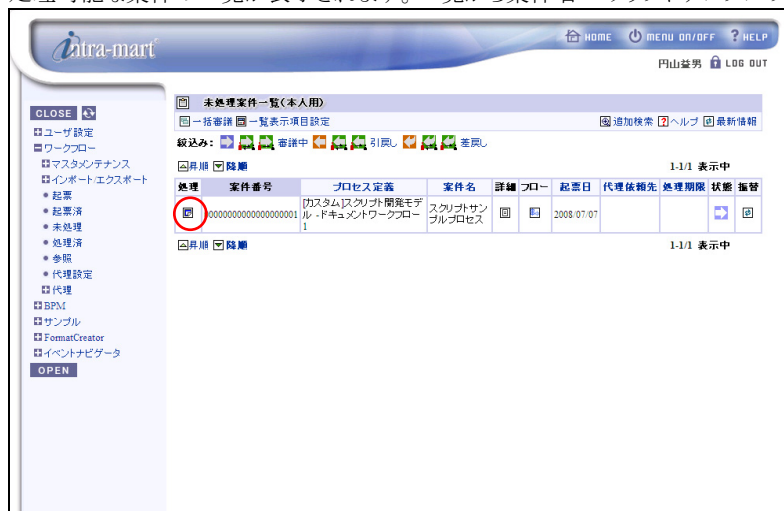 intra-mart
HOME MENU ON/OFF ? HELP
円山益男 LOG OUT
CLOSE
ユーザ設定
ワークフロー
マスタメンテナンス
インポート/エクスポート
起票
起票済
未処理
処理済
参照
代理設定
代理
BPM
サンプル
FormatCreator
イベントナビゲータ
OPEN
未処理案件一覧(本人用)
一括審議 一覧表示項目設定 追加検索 ? ヘルプ 最新情報
絞込み: 審議中 引戻し 差戻し
昇順 降順 1-1/1 表示中
処理 案件番号 プロセス定義 案件名 詳細 フロー 起票日 代理依頼先 処理期限 状態 振替
[カスタム]スクリプト開発モデ
ル -ドキュメントワークフロー
1
スクリプトサン
プルプロセス
2008/07/07
昇順 降順 1-1/1 表示中